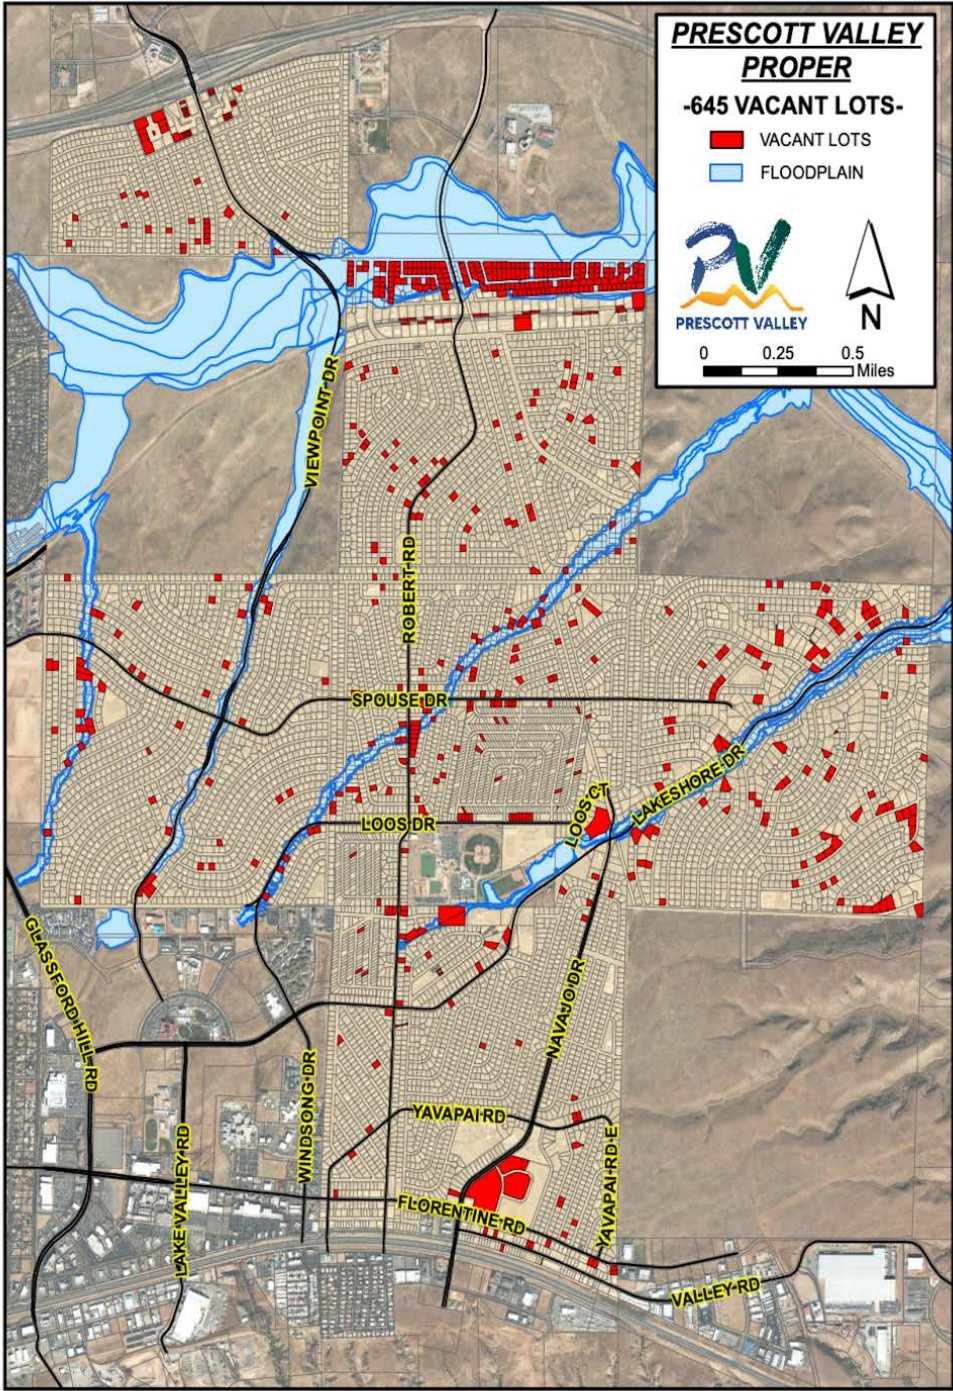 PRESCOTT VALLEY
PROPER
-645 VACANT LOTS-
VACANT LOTS
FLOODPLAIN
PV
PRESCOTT VALLEY
N
0 0.25 0.5
Miles
VIEWPOINT DR
ROBERT RD
SPOUSE DR
LOOS DR
LOOS CT
LAKESHORE DR
GLASSFORD HILL RD
NAVAJO DR
WINDSONG DR
YAVAPAI RD
LAKE VALLEY RD
YAVAPAI RD E
FLORENTINE RD
VALLEY RD